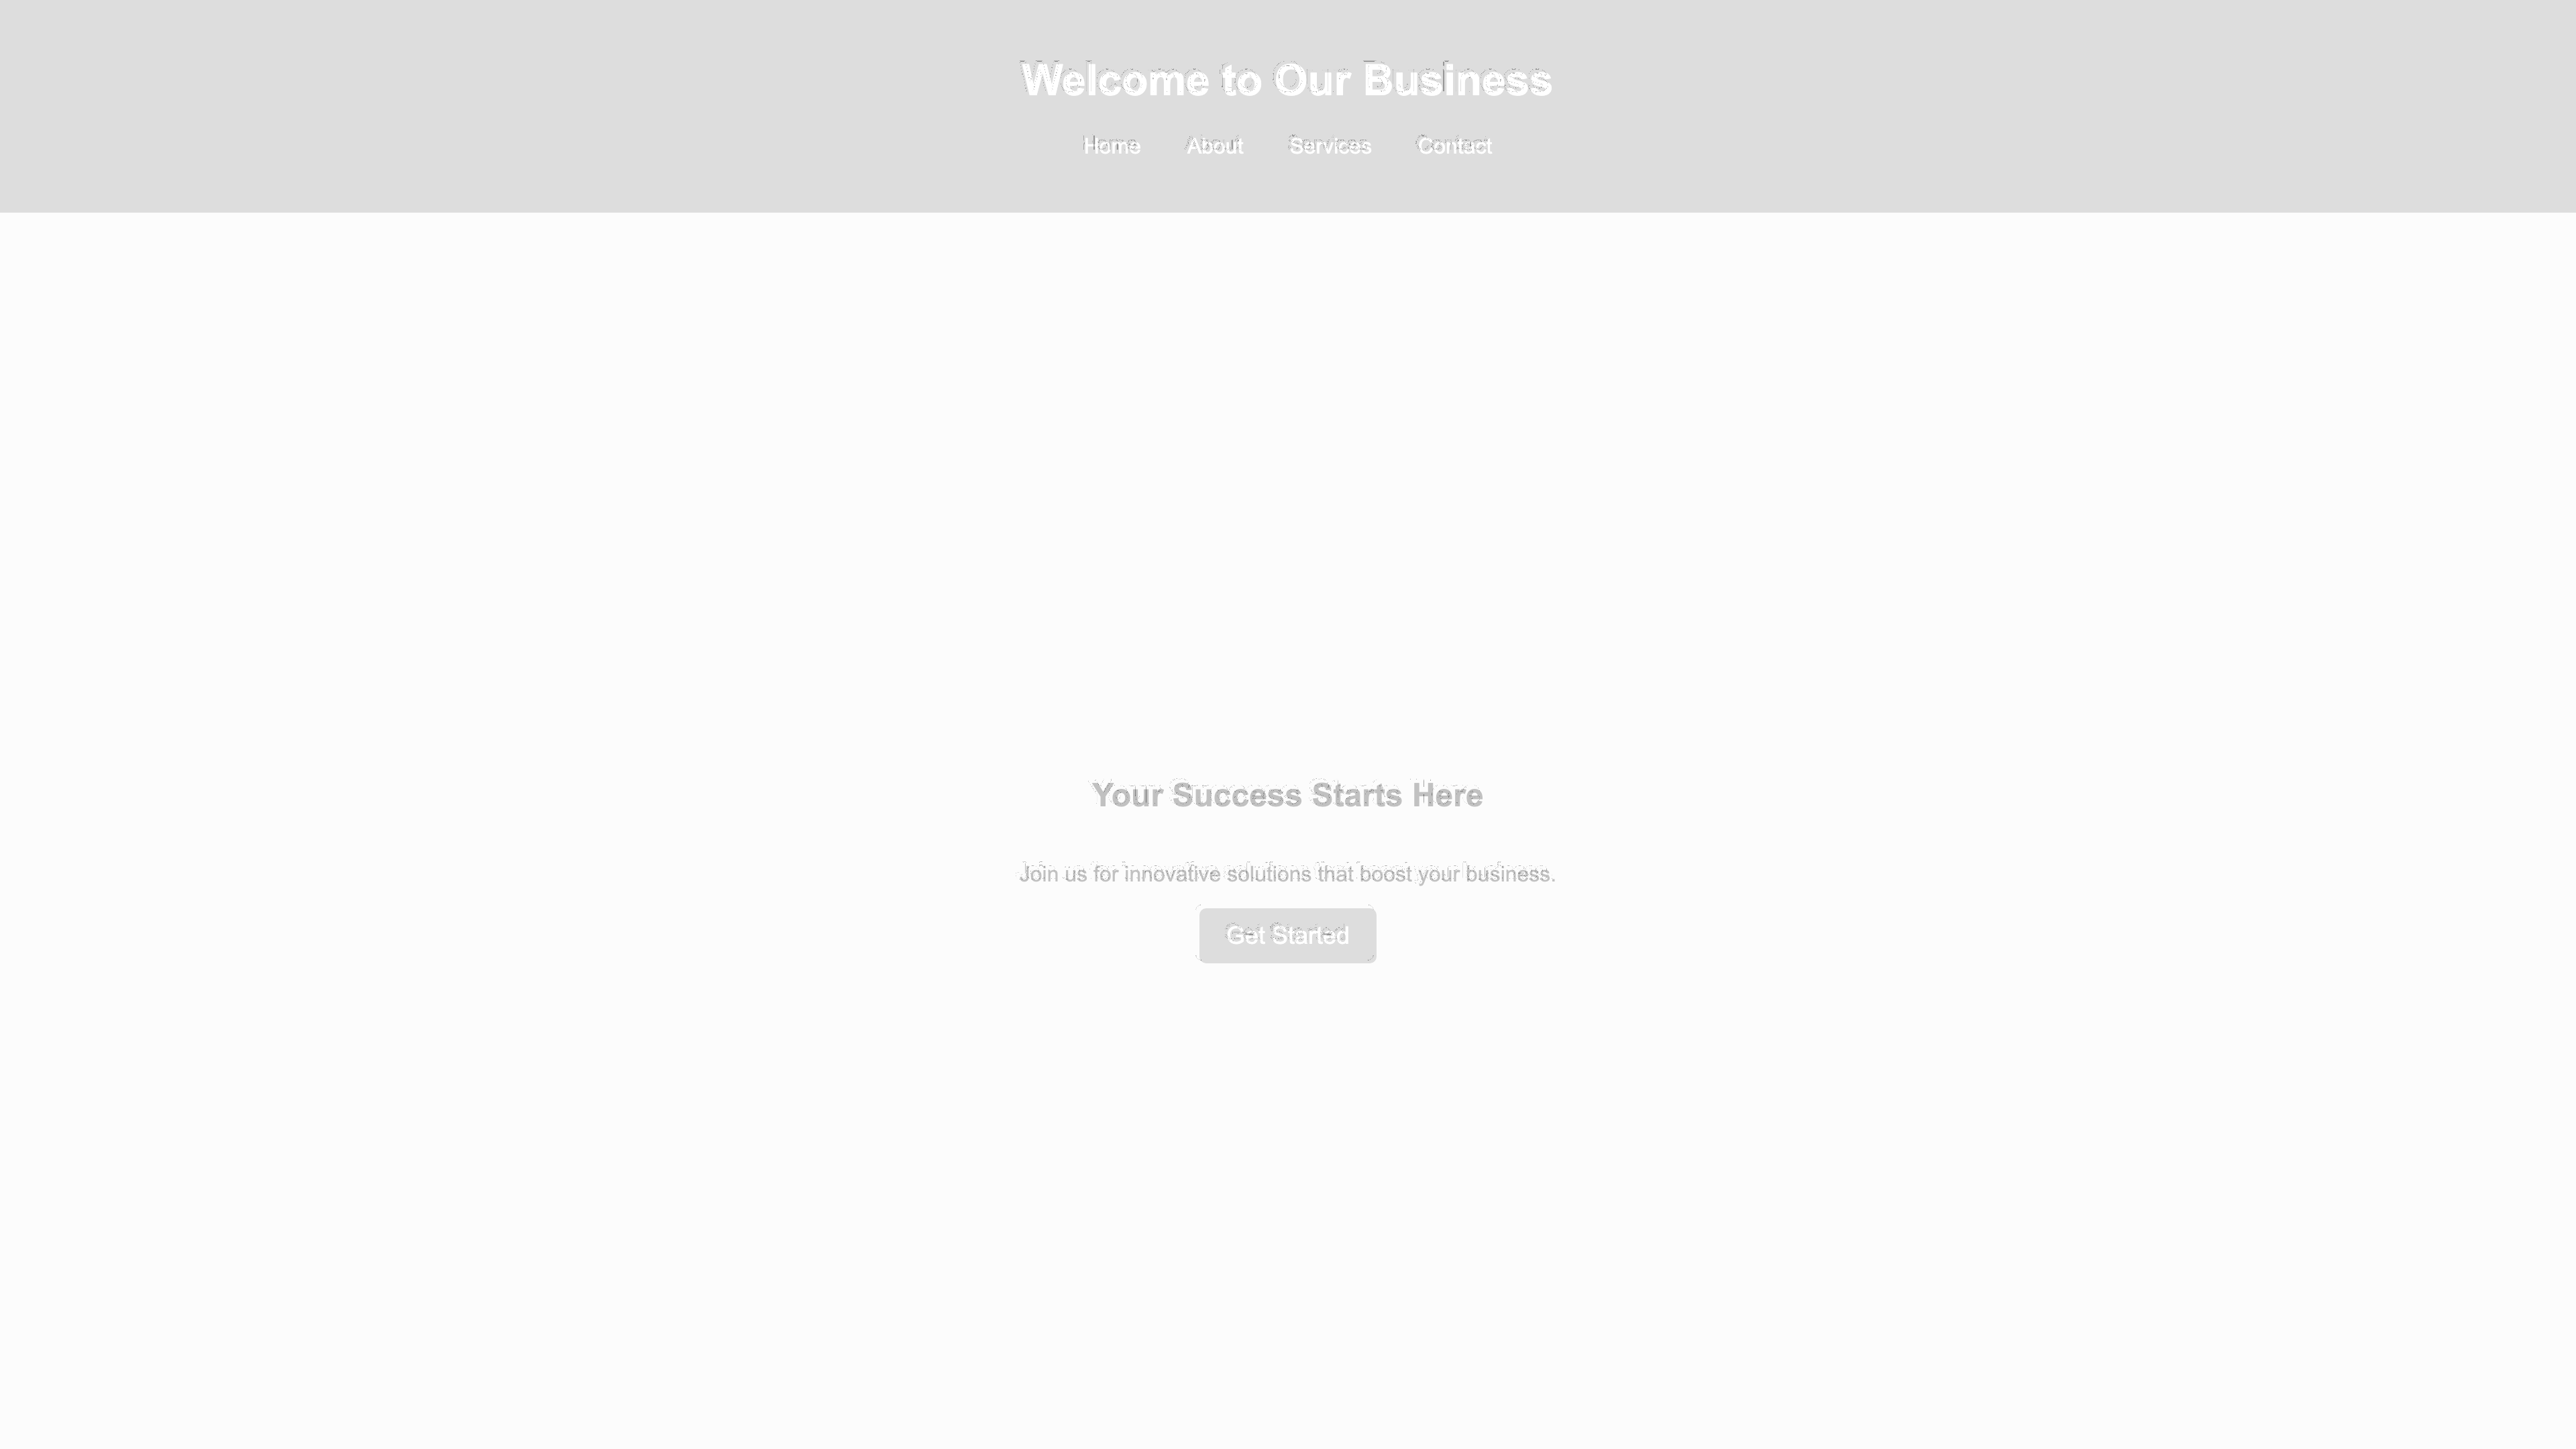 Welcome to Our Business
Home About Services Contact
Your Success Starts Here
Join us for innovative solutions that boost your business.
Get Started